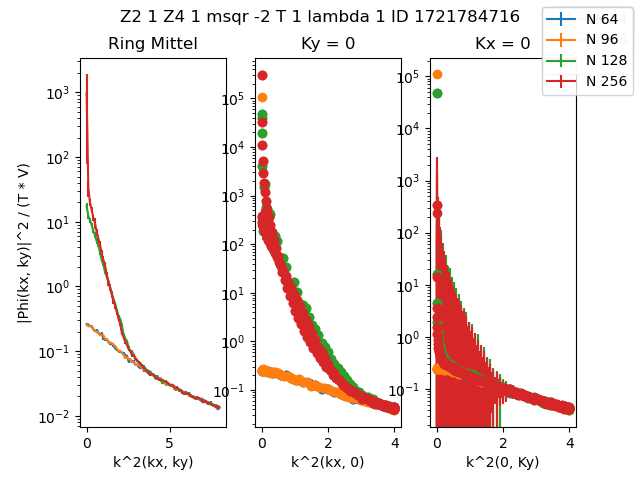 Z2 1 Z4 1 msqr -2 T 1 lambda 1 ID 1721784716
Ring Mittel
Ky = 0
Kx = 0
N 64
N 96
N 128
N 256
|Phi(kx, ky)|^2 / (T * V)
10^3
10^2
10^1
10^0
10^-1
10^-2
0 5
k^2(kx, ky)
10^5
10^4
10^3
10^2
10^1
10^0
10^-1
0 2 4
k^2(kx, 0)
10^5
10^4
10^3
10^2
10^1
10^0
10^-1
0 2 4
k^2(0, Ky)